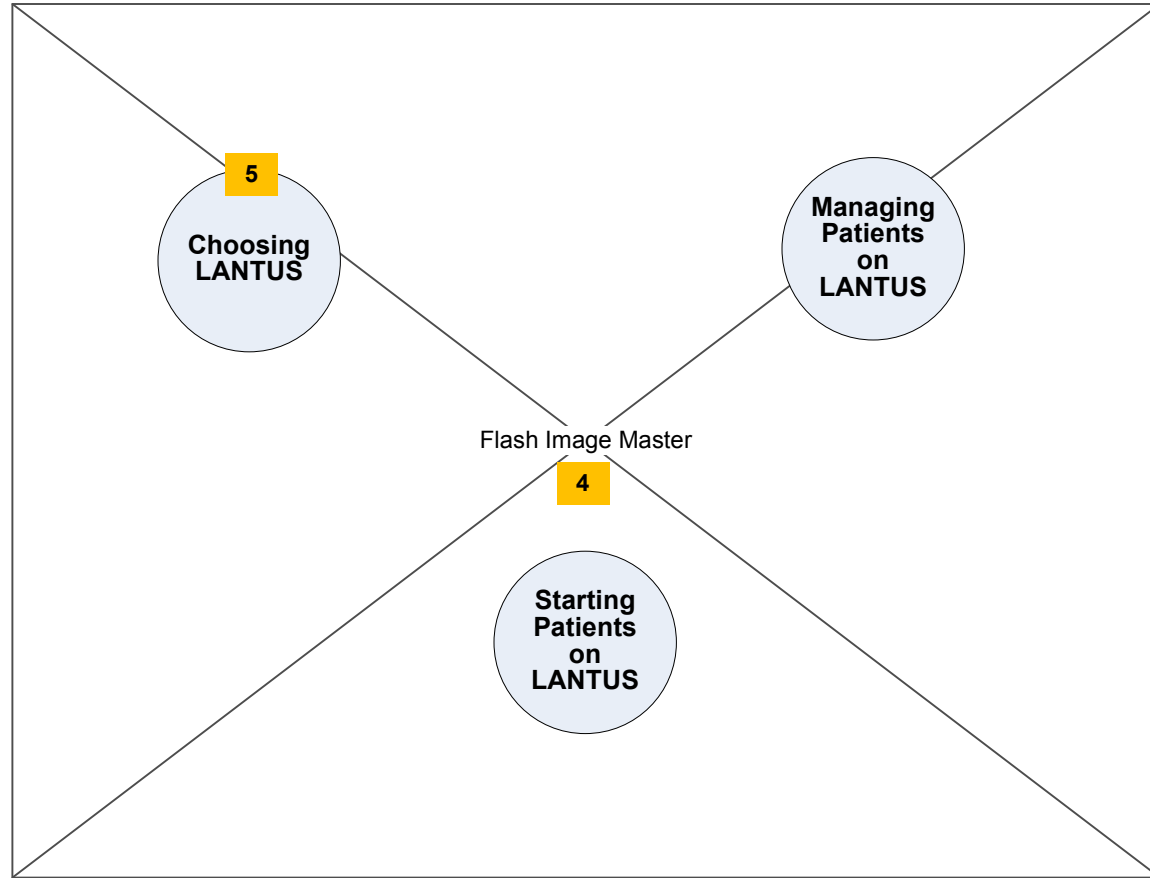 5
Choosing
LANTUS
Managing
Patients
on
LANTUS
Flash Image Master
4
Starting
Patients
on
LANTUS